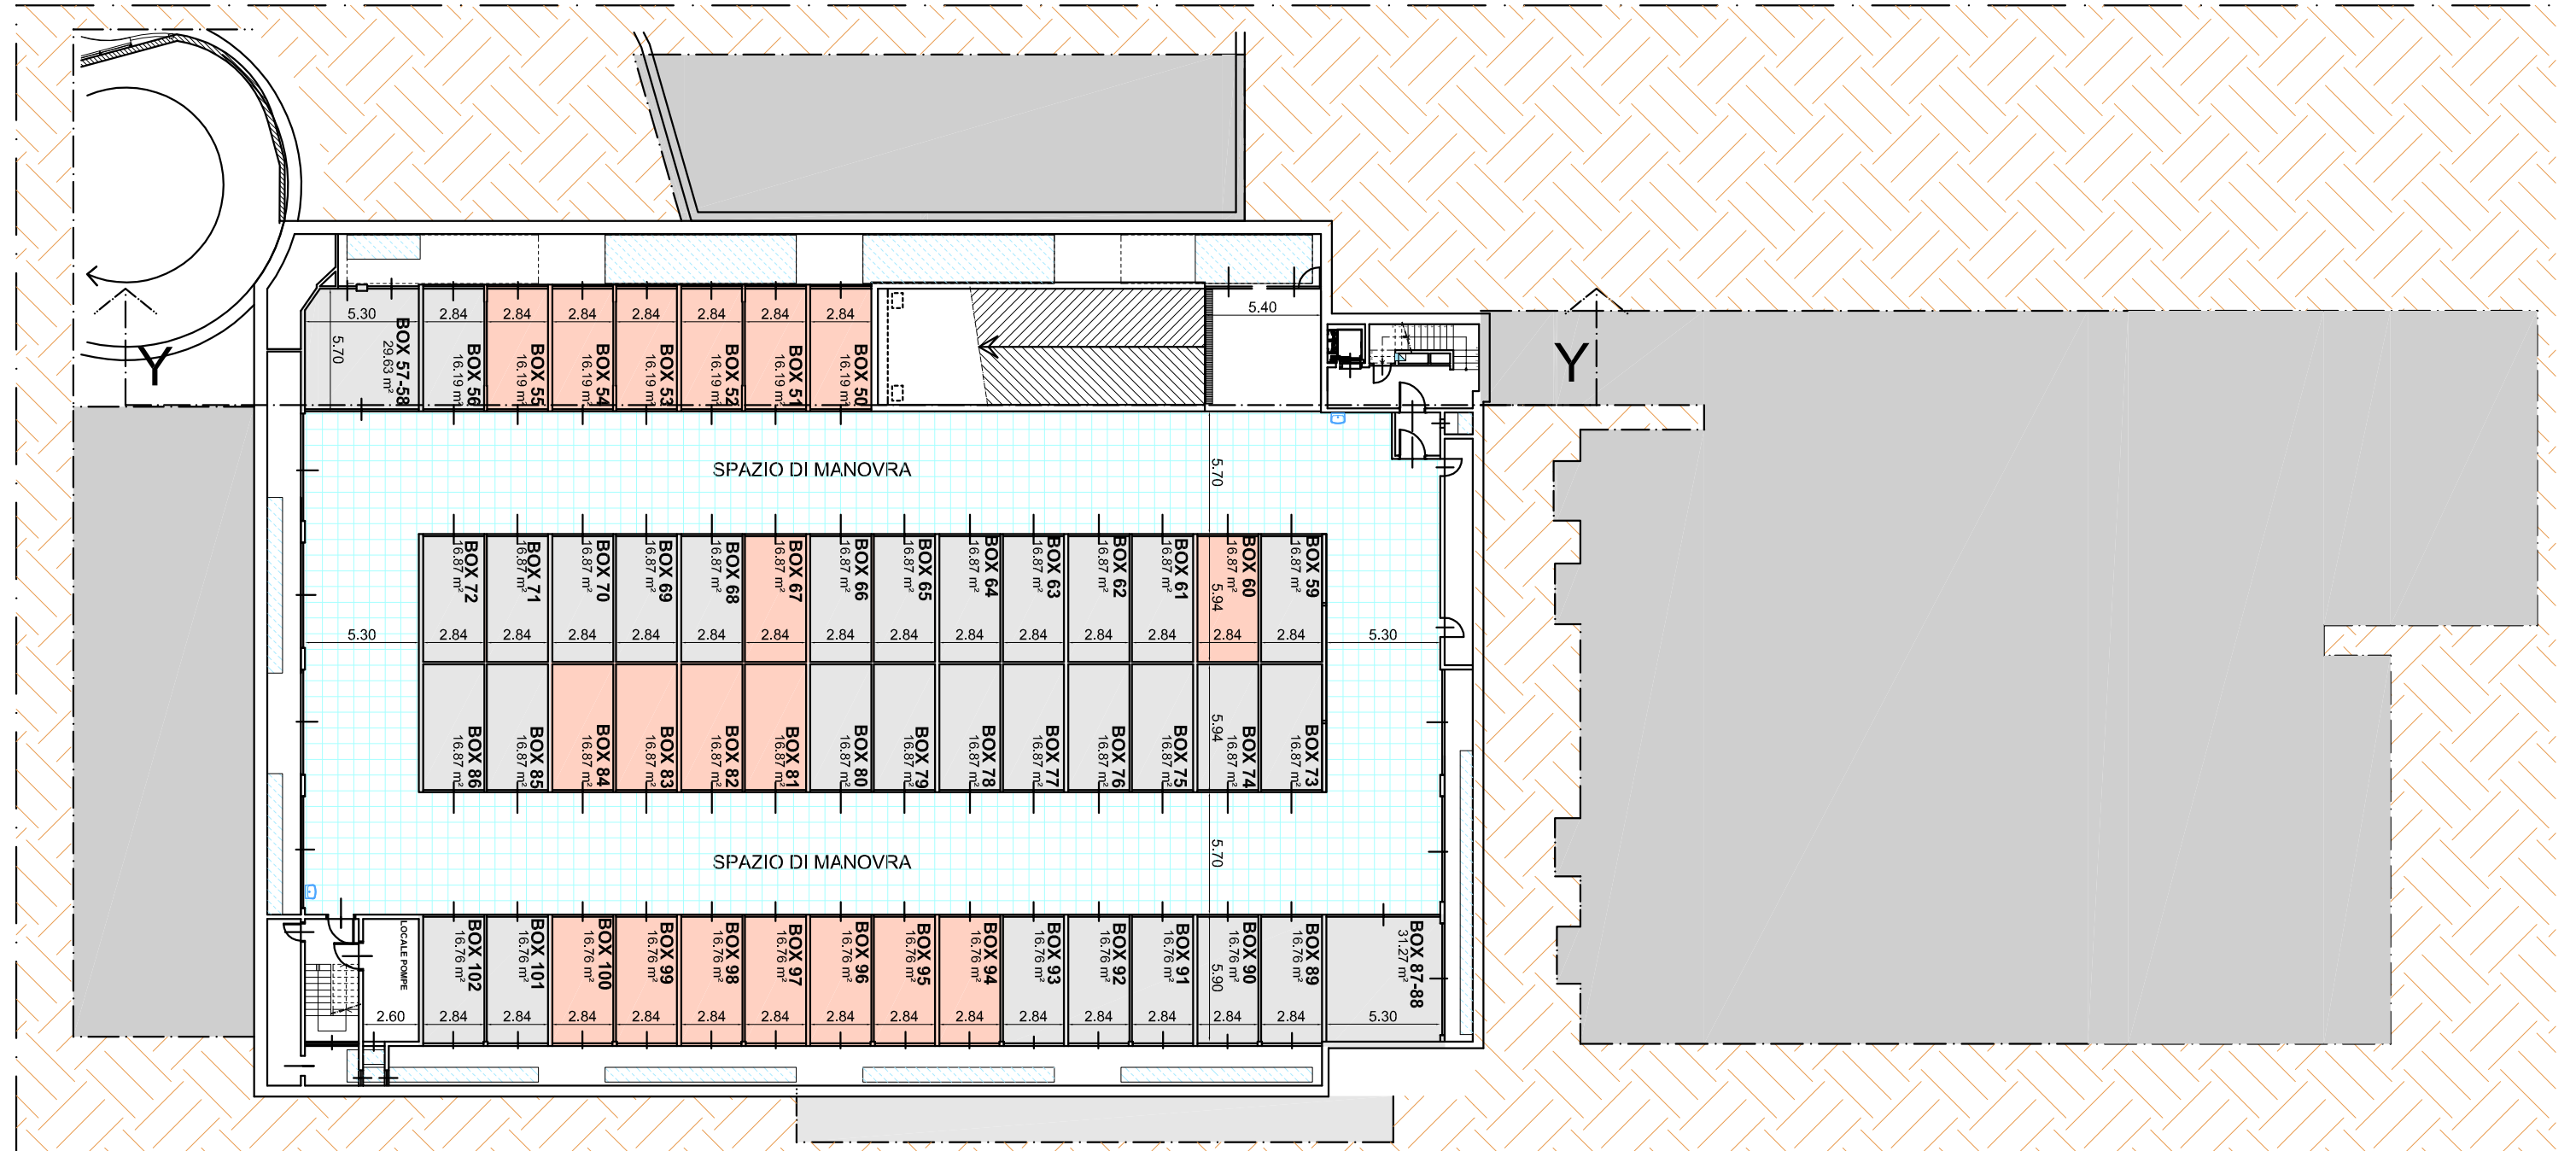 5.40
5.30
2.84
2.84
2.84
2.84
2.84
2.84
2.84
5.70
BOX 57-58
29.63 m²
BOX 56
16.19 m²
BOX 55
16.19 m²
BOX 54
16.19 m²
BOX 53
16.19 m²
BOX 52
16.19 m²
BOX 51
16.19 m²
BOX 50
16.19 m²
Y
Y
SPAZIO DI MANOVRA
5.70
BOX 72
16.87 m²
BOX 71
16.87 m²
BOX 70
16.87 m²
BOX 69
16.87 m²
BOX 68
16.87 m²
BOX 67
16.87 m²
BOX 66
16.87 m²
BOX 65
16.87 m²
BOX 64
16.87 m²
BOX 63
16.87 m²
BOX 62
16.87 m²
BOX 61
16.87 m²
BOX 60
16.87 m²
5.94
BOX 59
16.87 m²
5.30
2.84
2.84
2.84
2.84
2.84
2.84
2.84
2.84
2.84
2.84
2.84
2.84
2.84
2.84
5.30
BOX 86
16.87 m²
BOX 85
16.87 m²
BOX 84
16.87 m²
BOX 83
16.87 m²
BOX 82
16.87 m²
BOX 81
16.87 m²
BOX 80
16.87 m²
BOX 79
16.87 m²
BOX 78
16.87 m²
BOX 77
16.87 m²
BOX 76
16.87 m²
BOX 75
16.87 m²
BOX 74
16.87 m²
5.94
BOX 73
16.87 m²
SPAZIO DI MANOVRA
5.70
LOCALE POMPE
BOX 102
16.76 m²
BOX 101
16.76 m²
BOX 100
16.76 m²
BOX 99
16.76 m²
BOX 98
16.76 m²
BOX 97
16.76 m²
BOX 96
16.76 m²
BOX 95
16.76 m²
BOX 94
16.76 m²
BOX 93
16.76 m²
BOX 92
16.76 m²
BOX 91
16.76 m²
BOX 90
16.76 m²
5.90
BOX 89
16.76 m²
BOX 87-88
31.27 m²
2.60
2.84
2.84
2.84
2.84
2.84
2.84
2.84
2.84
2.84
2.84
2.84
2.84
2.84
2.84
5.30